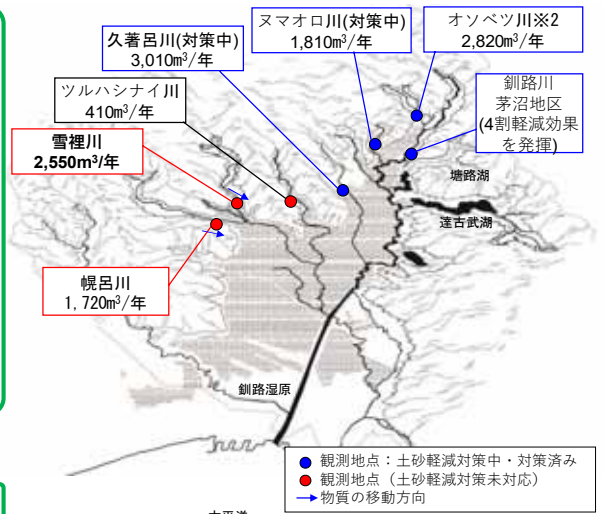 久著呂川(対策中)
3,010m³/年
ヌマオロ川(対策中)
1,810m³/年
オソベツ川※2
2,820m³/年
ツルハシナイ川
410m³/年
釧路川
茅沼地区
(4割軽減効果
を発揮)
雪裡川
2,550m³/年
塘路湖
達古武湖
幌呂川
1,720m³/年
釧路湿原
観測地点：土砂軽減対策中・対策済み
観測地点（土砂軽減対策未対応）
物質の移動方向